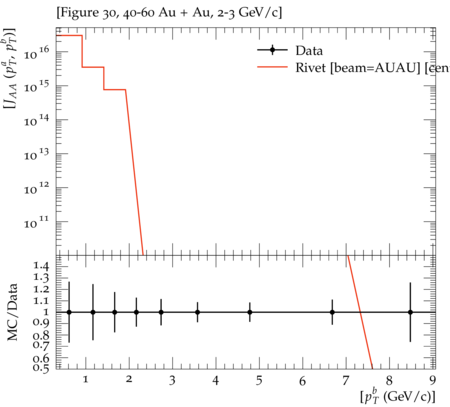 [Figure 30, 40-60 Au + Au, 2-3 GeV/c]
[J_AA (p_T^a, p_T^b)]
10^16
10^15
10^14
10^13
10^12
10^11
Data
Rivet [beam=AUAU] [cen
MC/Data
1.4
1.3
1.2
1.1
1
0.9
0.8
0.7
0.6
0.5
1 2 3 4 5 6 7 8 9
[p_T^b (GeV/c)]